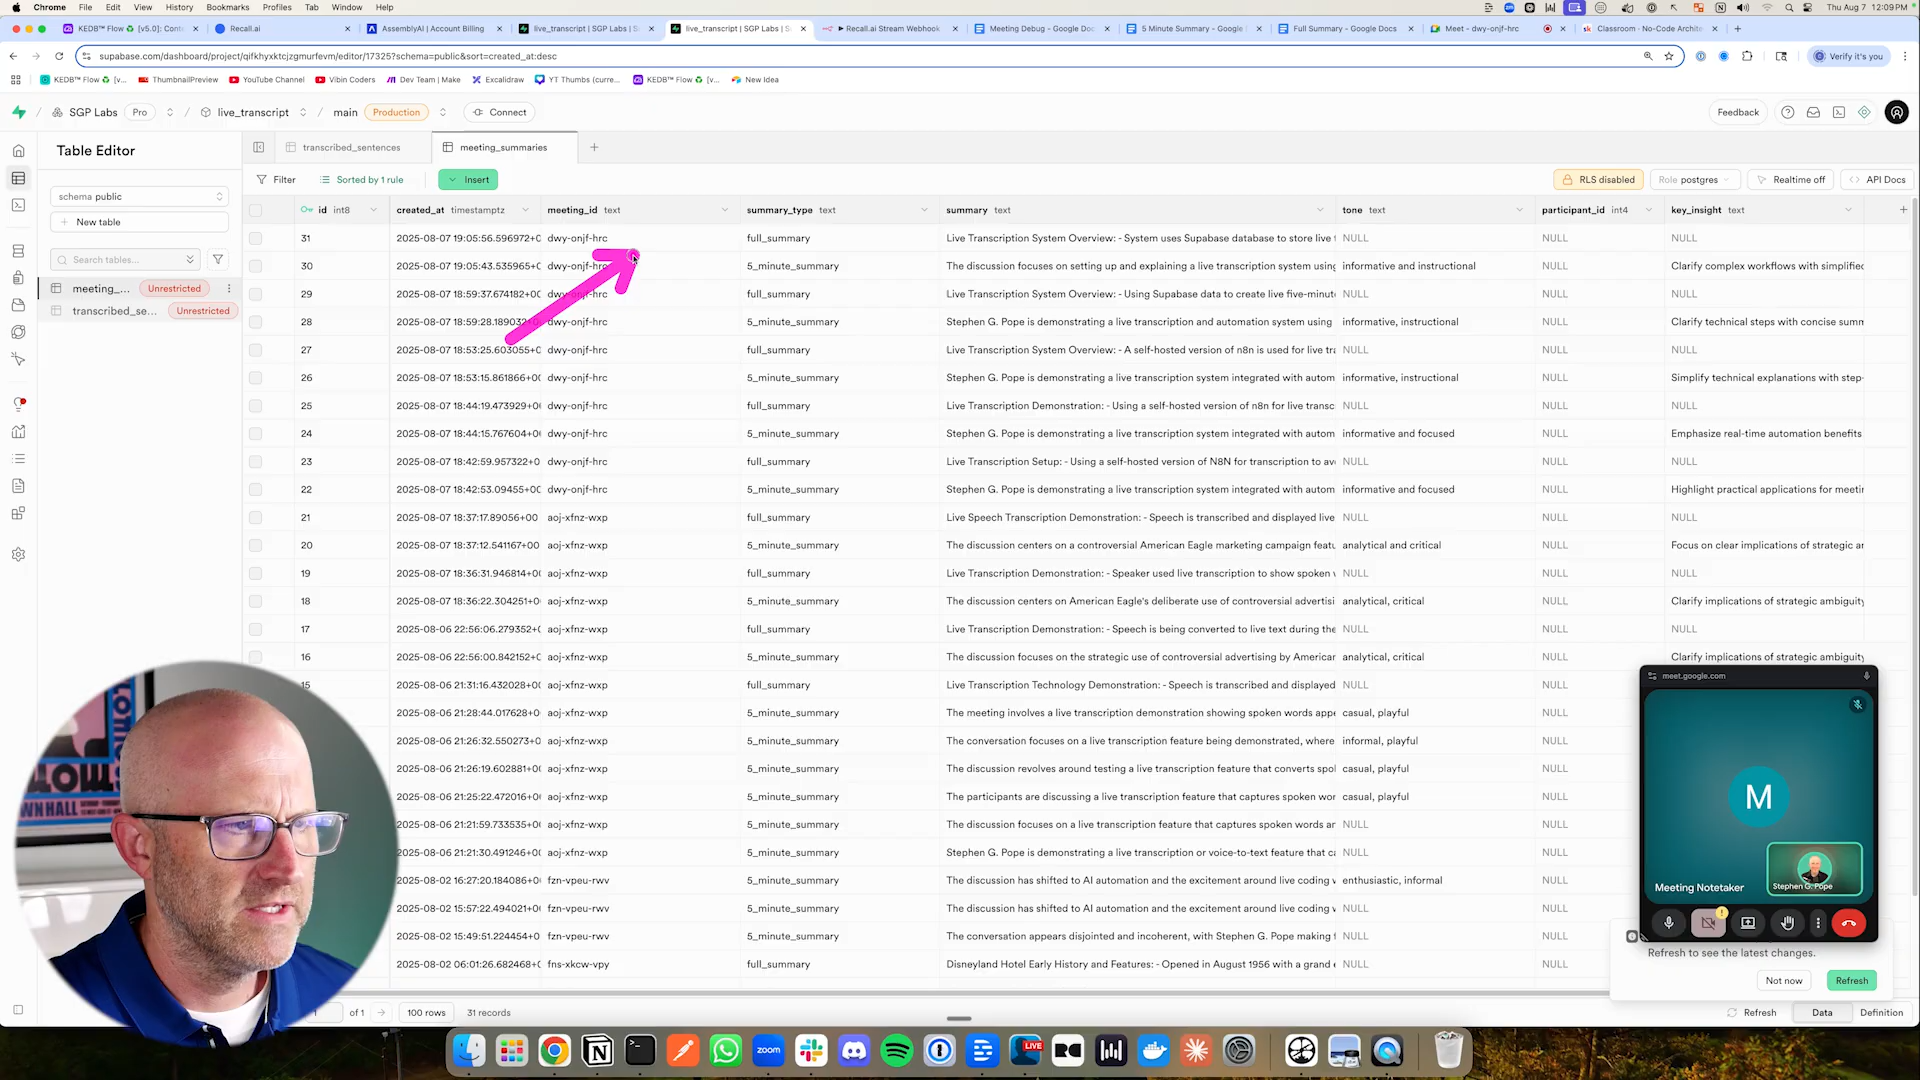 Chrome File Edit View History Bookmarks Profiles Tab Window Help
Thu Aug 7 12:09 PM
KEDB™ Flow ♻ [v5.0]: Conte
Recall.ai
AssemblyAI | Account Billing
live_transcript | SGP Labs | S
live_transcript | SGP Labs | S
▶ Recall.ai Stream Webhook
Meeting Debug - Google Doc
5 Minute Summary - Google
Full Summary - Google Docs
Meet - dwy-onjf-hrc
Classroom - No-Code Archite
supabase.com/dashboard/project/qifkhyxktcjzgmurfevm/editor/17325?schema=public&sort=created_at:desc
Verify it's you
KEDB™ Flow ♻ [v... ThumbnailPreview YouTube Channel Vibin Coders Dev Team | Make Excalidraw YT Thumbs (curre... KEDB™ Flow ♻ [v... New Idea
SGP Labs Pro / live_transcript / main Production Connect
Feedback
Table Editor
transcribed_sentences
meeting_summaries
Filter Sorted by 1 rule Insert
RLS disabled Role postgres Realtime off API Docs
schema public
New table
Search tables...
meeting_... Unrestricted
transcribed_se... Unrestricted
id int8 created_at timestamptz meeting_id text summary_type text summary text tone text participant_id int4 key_insight text
31 2025-08-07 19:05:56.596972+0 dwy-onjf-hrc full_summary Live Transcription System Overview: - System uses Supabase database to store live t NULL NULL NULL
30 2025-08-07 19:05:43.535965+0 dwy-onjf-hrc 5_minute_summary The discussion focuses on setting up and explaining a live transcription system using informative and instructional NULL Clarify complex workflows with simplified
29 2025-08-07 18:59:37.674182+00 dwy-onjf-hrc full_summary Live Transcription System Overview: - Using Supabase data to create live five-minute NULL NULL NULL
28 2025-08-07 18:59:28.189032 dwy-onjf-hrc 5_minute_summary Stephen G. Pope is demonstrating a live transcription and automation system using informative, instructional NULL Clarify technical steps with concise summ
27 2025-08-07 18:53:25.603055+0 dwy-onjf-hrc full_summary Live Transcription System Overview: - A self-hosted version of n8n is used for live tra NULL NULL NULL
26 2025-08-07 18:53:15.861866+00 dwy-onjf-hrc 5_minute_summary Stephen G. Pope is demonstrating a live transcription system integrated with autom informative, instructional NULL Simplify technical explanations with step-
25 2025-08-07 18:44:19.473929+00 dwy-onjf-hrc full_summary Live Transcription Demonstration: - Using a self-hosted version of n8n for live transc NULL NULL NULL
24 2025-08-07 18:44:15.767604+00 dwy-onjf-hrc 5_minute_summary Stephen G. Pope is demonstrating a live transcription system integrated with autom informative and focused NULL Emphasize real-time automation benefits
23 2025-08-07 18:42:59.957322+00 dwy-onjf-hrc full_summary Live Transcription Setup: - Using a self-hosted version of N8N for transcription to avo NULL NULL NULL
22 2025-08-07 18:42:53.09455+00 dwy-onjf-hrc 5_minute_summary Stephen G. Pope is demonstrating a live transcription system integrated with autom informative and focused NULL Highlight practical applications for meetin
21 2025-08-07 18:37:17.89056+00 aoj-xfnz-wxp full_summary Live Speech Transcription Demonstration: - Speech is transcribed and displayed live NULL NULL NULL
20 2025-08-07 18:37:12.541167+00 aoj-xfnz-wxp 5_minute_summary The discussion centers on a controversial American Eagle marketing campaign featu analytical and critical NULL Focus on clear implications of strategic ar
19 2025-08-07 18:36:31.946814+00 aoj-xfnz-wxp full_summary Live Transcription Demonstration: - Speaker used live transcription to show spoken w NULL NULL NULL
18 2025-08-07 18:36:22.304251+00 aoj-xfnz-wxp 5_minute_summary The discussion centers on American Eagle's deliberate use of controversial advertisi analytical, critical NULL Clarify implications of strategic ambiguity
17 2025-08-06 22:56:06.279352+0 aoj-xfnz-wxp full_summary Live Transcription Demonstration: - Speech is being converted to live text during the NULL NULL NULL
16 2025-08-06 22:56:00.842152+0 aoj-xfnz-wxp 5_minute_summary The discussion focuses on the strategic use of controversial advertising by American analytical, critical NULL Clarify implications of strategic ambiguity
15 2025-08-06 21:31:16.432028+00 aoj-xfnz-wxp full_summary Live Transcription Technology Demonstration: - Speech is transcribed and displayed NULL NULL
2025-08-06 21:28:44.017628+00 aoj-xfnz-wxp 5_minute_summary The meeting involves a live transcription demonstration showing spoken words appe casual, playful NULL
2025-08-06 21:26:32.550273+0 aoj-xfnz-wxp 5_minute_summary The conversation focuses on a live transcription feature being demonstrated, where informal, playful NULL
2025-08-06 21:26:19.602881+00 aoj-xfnz-wxp 5_minute_summary The discussion revolves around testing a live transcription feature that converts spol casual, playful NULL
2025-08-06 21:25:22.472016+00 aoj-xfnz-wxp 5_minute_summary The participants are discussing a live transcription feature that captures spoken wor casual, playful NULL
2025-08-06 21:21:59.733535+00 aoj-xfnz-wxp 5_minute_summary The discussion focuses on a live transcription feature that captures spoken words ar NULL NULL
2025-08-06 21:21:30.491246+00 aoj-xfnz-wxp 5_minute_summary Stephen G. Pope is demonstrating a transcription or voice-to-text feature that ca NULL NULL
2025-08-02 16:27:20.184086+00 fzn-vpeu-rwv 5_minute_summary The discussion has shifted to AI automation and the excitement around live coding w enthusiastic, informal NULL
2025-08-02 15:57:22.494021+00 fzn-vpeu-rwv 5_minute_summary The discussion has shifted to AI automation and the excitement around live coding w NULL NULL
2025-08-02 15:49:51.224454+00 fzn-vpeu-rwv 5_minute_summary The conversation appears disjointed and incoherent, with Stephen G. Pope making f NULL NULL
2025-08-02 06:01:26.682468+0 fns-xkcw-vpy full_summary Disneyland Hotel Early History and Features: - Opened in August 1956 with a grand e NULL NULL
meet.google.com
M
Meeting Notetaker
Stephen G. Pope
Refresh to see the latest changes.
Not now Refresh
1 of 1 100 rows 31 records
Refresh Data Definition
OWN HALL
zoom
LIVE